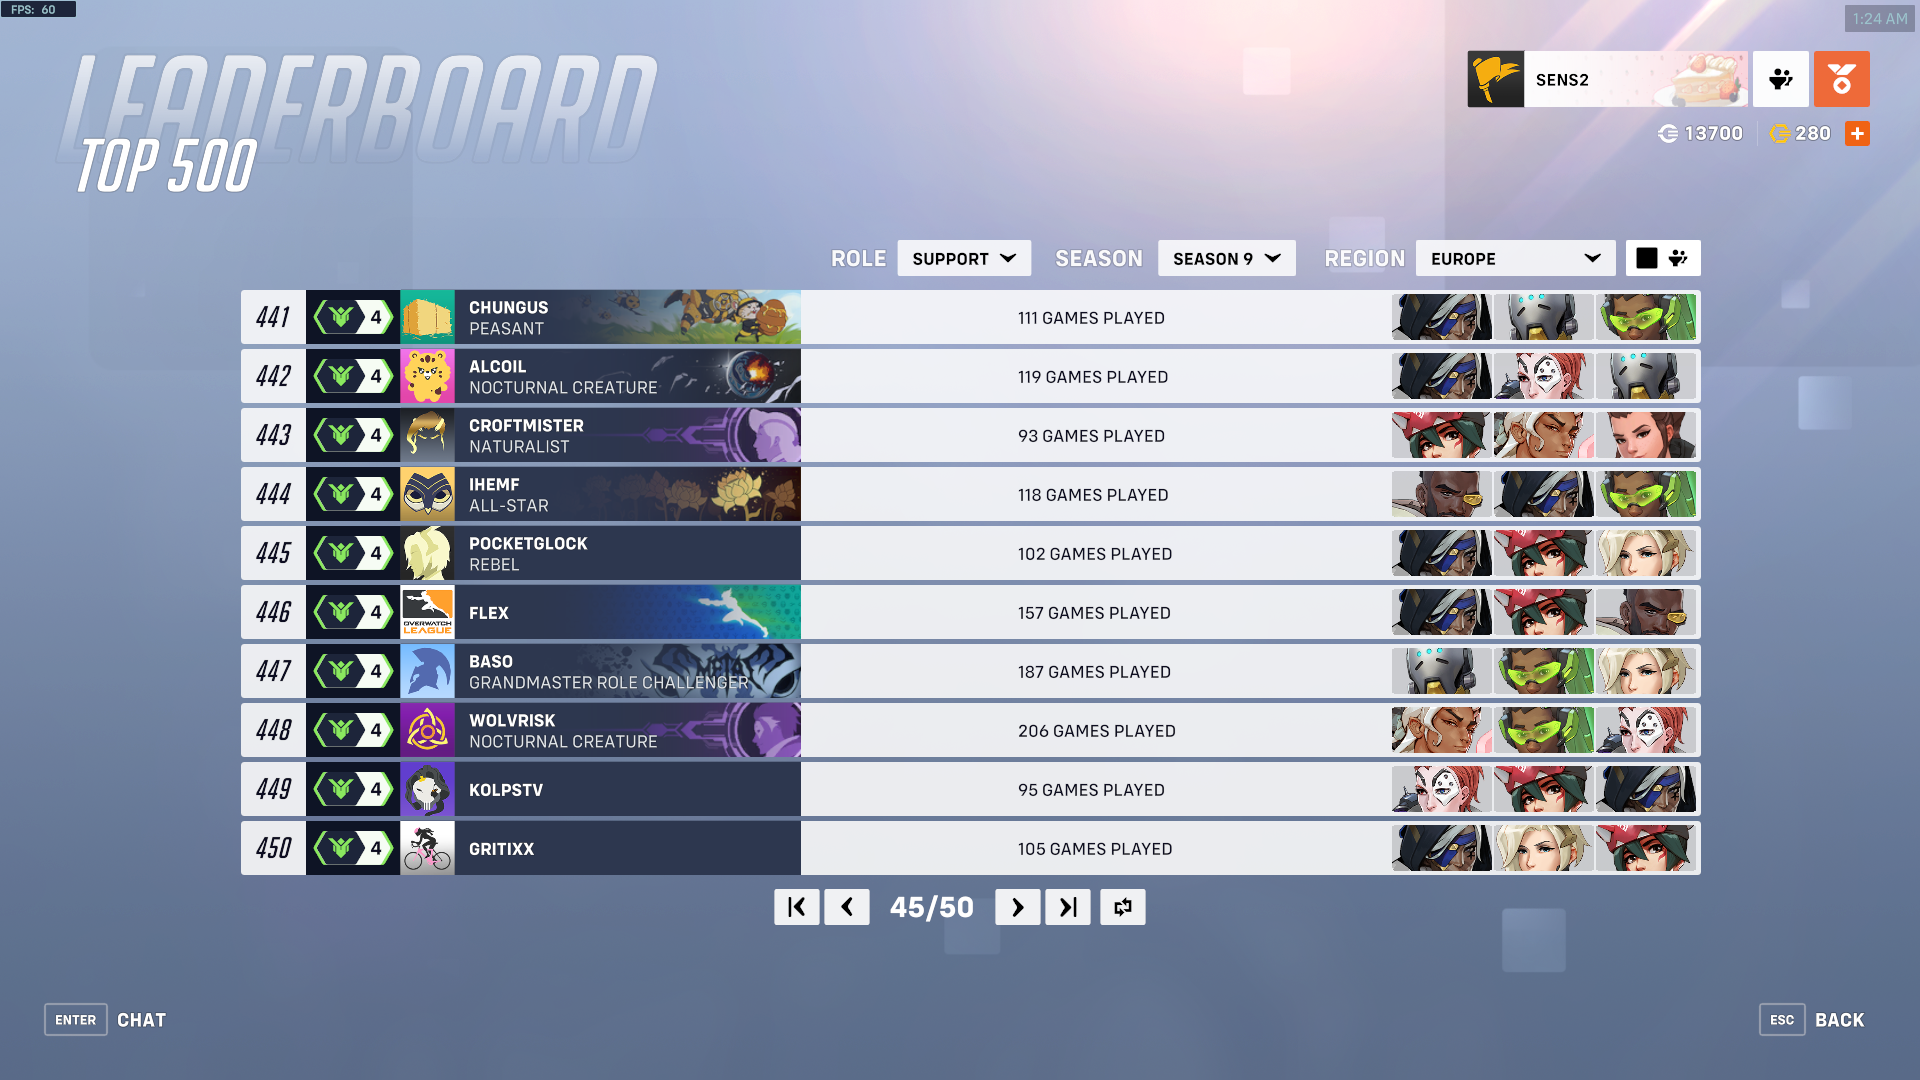 FPS: 60
1:24 AM
LEADERBOARD
TOP 500
SENS2
13700 280
ROLE SUPPORT SEASON SEASON 9 REGION EUROPE
441 4 CHUNGUS 111 GAMES PLAYED
PEASANT
442 4 ALCOIL 119 GAMES PLAYED
NOCTURNAL CREATURE
443 4 CROFTMISTER 93 GAMES PLAYED
NATURALIST
444 4 IHEMF 118 GAMES PLAYED
ALL-STAR
445 4 POCKETGLOCK 102 GAMES PLAYED
REBEL
446 4 OVERWATCH LEAGUE FLEX 157 GAMES PLAYED
447 4 BASO 187 GAMES PLAYED
GRANDMASTER ROLE CHALLENGER
448 4 WOLVRISK 206 GAMES PLAYED
NOCTURNAL CREATURE
449 4 KOLPSTV 95 GAMES PLAYED
450 4 GRITIXX 105 GAMES PLAYED
45/50
ENTER CHAT
ESC BACK